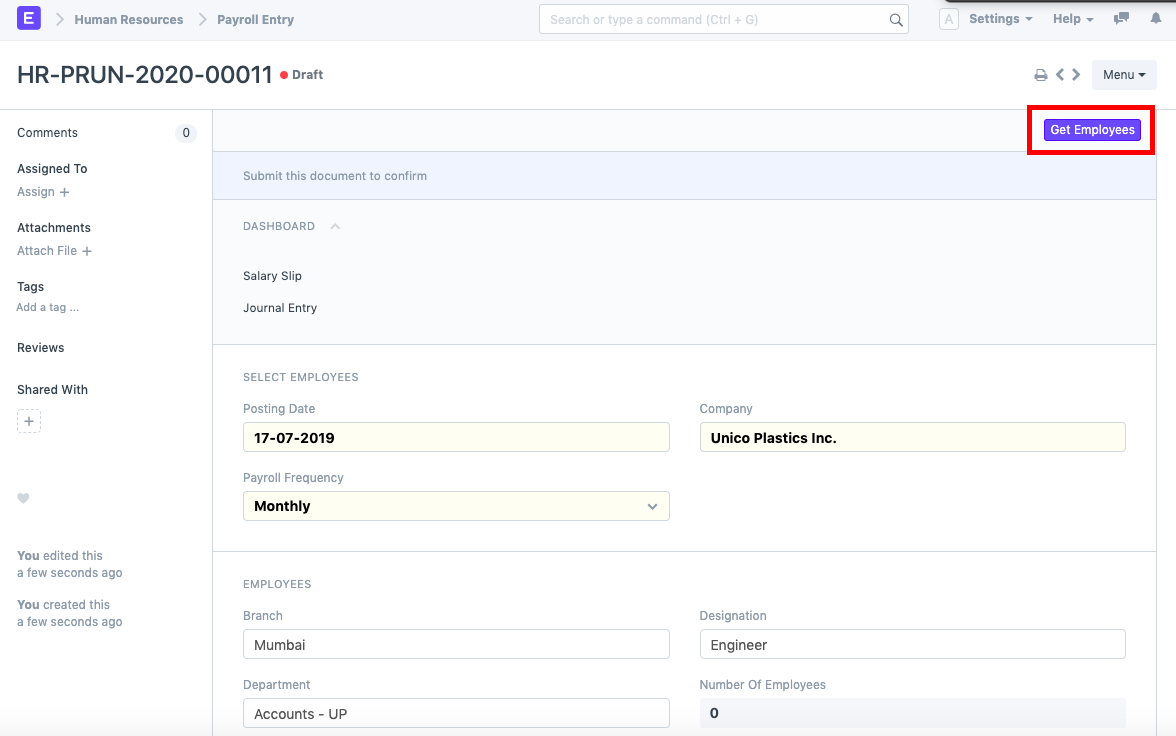 E Human Resources Payroll Entry Search or type a command (Ctrl + G) A Settings Help
HR-PRUN-2020-00011 Draft Menu
Comments 0
Get Employees
Assigned To
Assign +
Submit this document to confirm
Attachments
Attach File +
DASHBOARD
Salary Slip
Journal Entry
Tags
Add a tag ...
Reviews
Shared With
+
SELECT EMPLOYEES
Posting Date
17-07-2019
Company
Unico Plastics Inc.
Payroll Frequency
Monthly
You edited this
a few seconds ago
You created this
a few seconds ago
EMPLOYEES
Branch
Mumbai
Designation
Engineer
Department
Accounts - UP
Number Of Employees
0